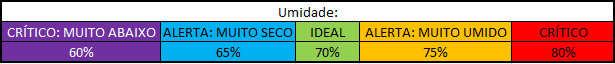 Umidade:
CRÍTICO: MUITO ABAIXO ALERTA: MUITO SECO IDEAL ALERTA: MUITO UMIDO CRÍTICO
60% 65% 70% 75% 80%